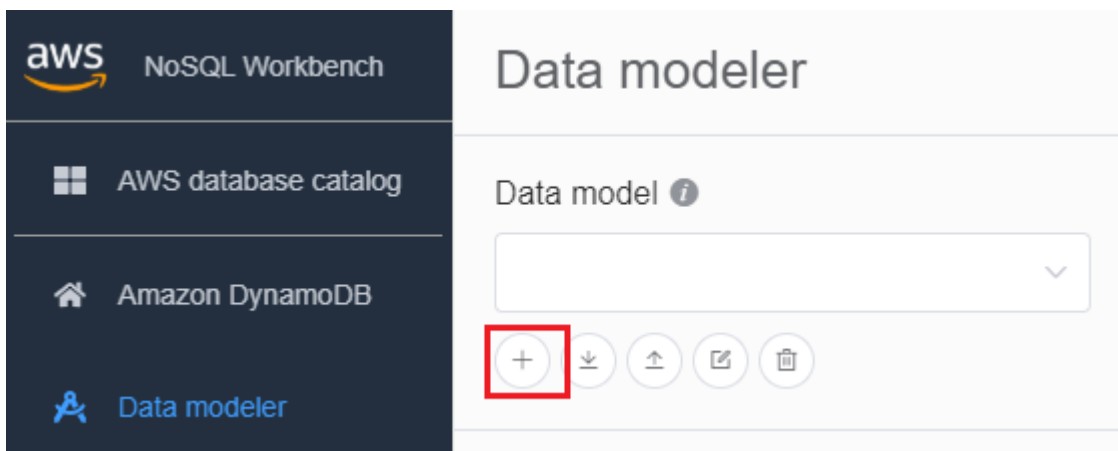 aws NoSQL Workbench
AWS database catalog
Amazon DynamoDB
Data modeler
Data modeler
Data model i